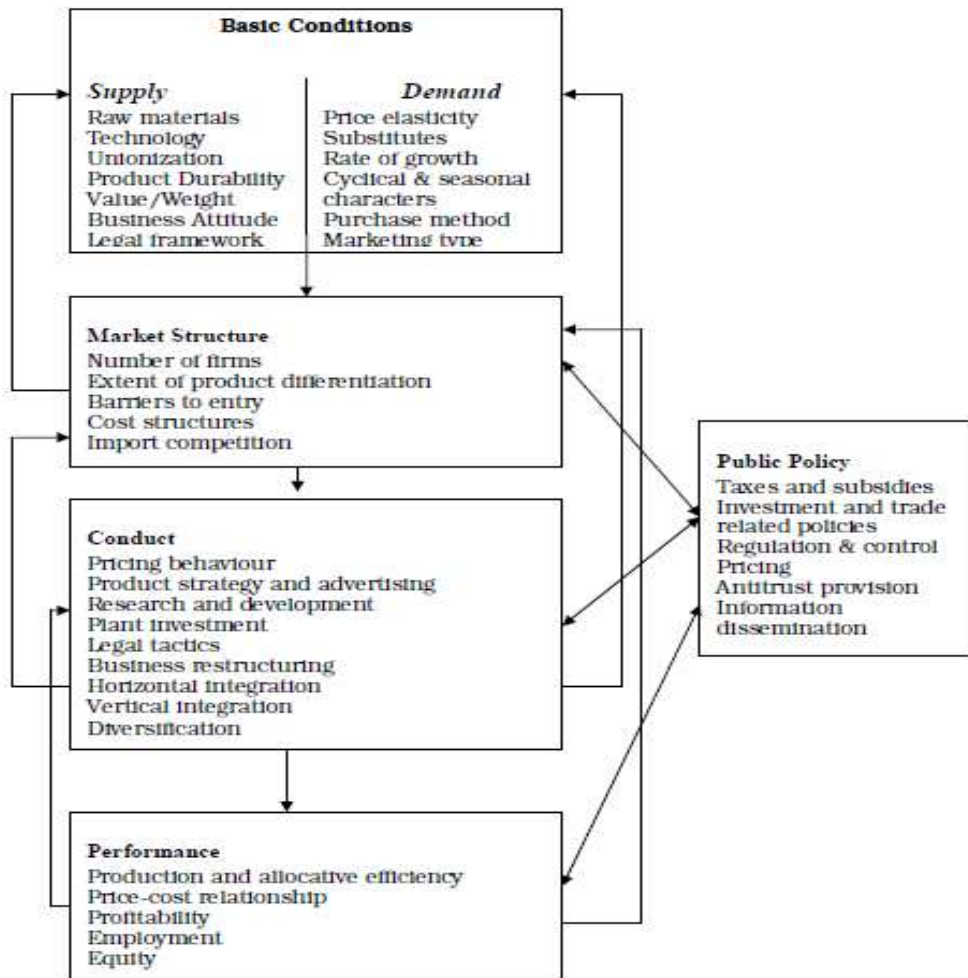 Basic Conditions
Supply
Raw materials
Technology
Unionization
Product Durability
Value/Weight
Business Attitude
Legal framework
Demand
Price elasticity
Substitutes
Rate of growth
Cyclical & seasonal
characters
Purchase method
Marketing type
Market Structure
Number of firms
Extent of product differentiation
Barriers to entry
Cost structures
Import competition
Conduct
Pricing behaviour
Product strategy and advertising
Research and development
Plant investment
Legal tactics
Business restructuring
Horizontal integration
Vertical integration
Diversification
Performance
Production and allocative efficiency
Price-cost relationship
Profitability
Employment
Equity
Public Policy
Taxes and subsidies
Investment and trade
related policies
Regulation & control
Pricing
Antitrust provision
Information
dissemination